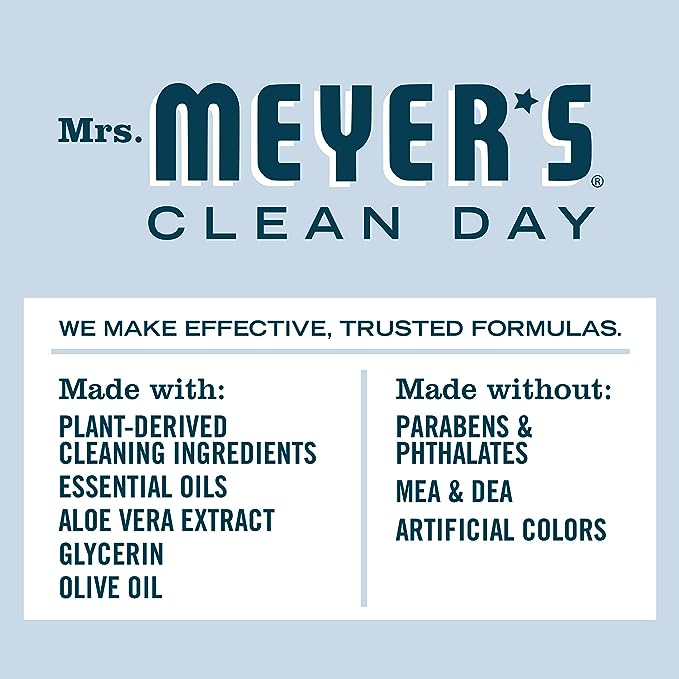 Mrs. MEYER'S®
CLEAN DAY
WE MAKE EFFECTIVE, TRUSTED FORMULAS.
Made with:
PLANT-DERIVED
CLEANING INGREDIENTS
ESSENTIAL OILS
ALOE VERA EXTRACT
GLYCERIN
OLIVE OIL
Made without:
PARABENS &
PHTHALATES
MEA & DEA
ARTIFICIAL COLORS